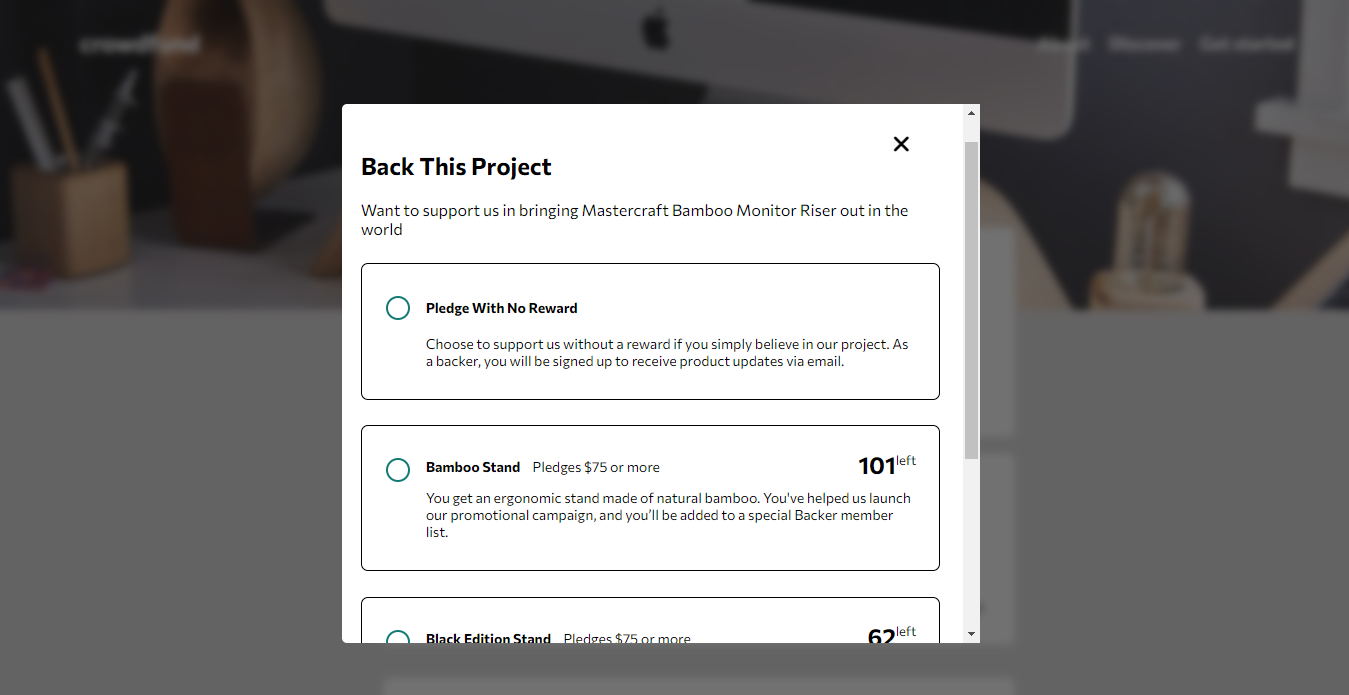 crowdfund
Discover Get started
Back This Project
Want to support us in bringing Mastercraft Bamboo Monitor Riser out in the
world
Pledge With No Reward
Choose to support us without a reward if you simply believe in our project. As
a backer, you will be signed up to receive product updates via email.
Bamboo Stand Pledges $75 or more 101 left
You get an ergonomic stand made of natural bamboo. You've helped us launch
our promotional campaign, and you’ll be added to a special Backer member
list.
Black Edition Stand Pledges $75 or more 62 left